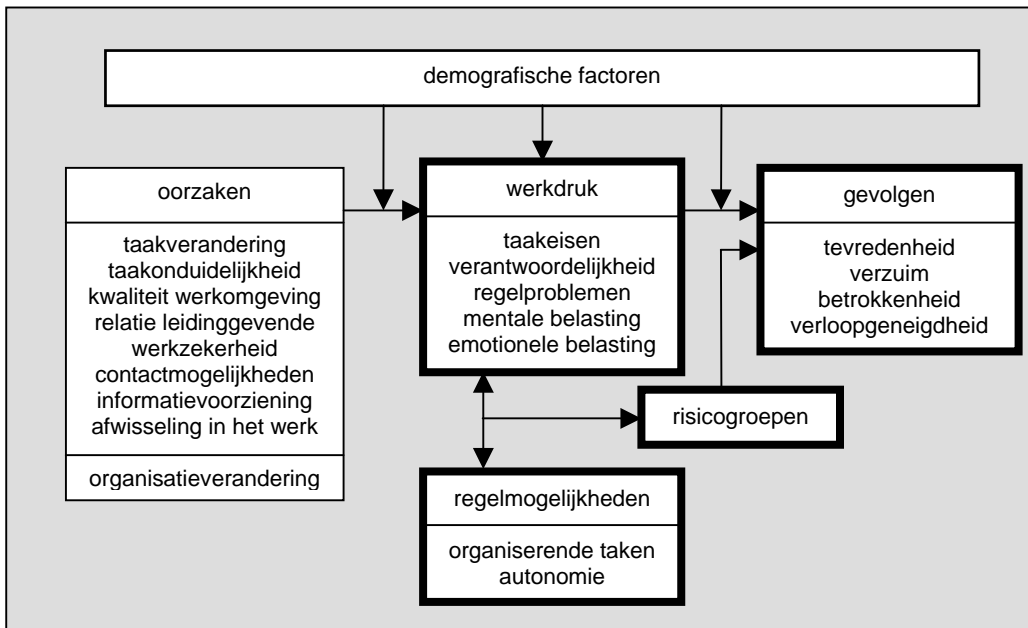 demografische factoren
oorzaken
taakverandering
taakonduidelijkheid
kwaliteit werkomgeving
relatie leidinggevende
werkzekerheid
contactmogelijkheden
informatievoorziening
afwisseling in het werk
organisatieverandering
werkdruk
taakeisen
verantwoordelijkheid
regelproblemen
mentale belasting
emotionele belasting
gevolgen
tevredenheid
verzuim
betrokkenheid
verloopgeneigdheid
risicogroepen
regelmogelijkheden
organiserende taken
autonomie